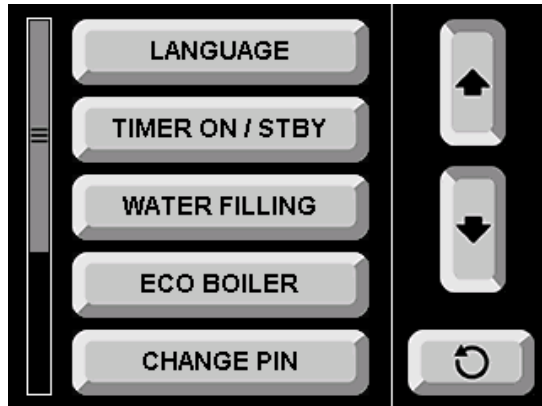 LANGUAGE
TIMER ON / STBY
WATER FILLING
ECO BOILER
CHANGE PIN